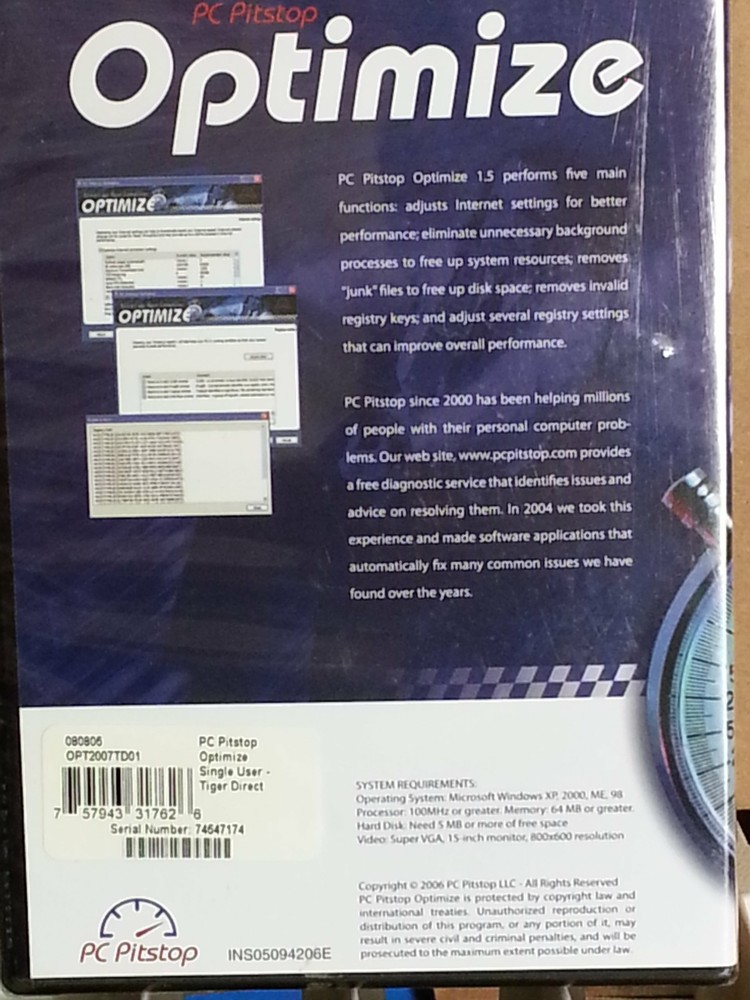 PC Pitstop
Optimize
PC Pitstop Optimize 1.5 performs five main
functions: adjusts Internet settings for better
performance; eliminate unnecessary background
processes to free up system resources; removes
"junk" files to free up disk space; removes invalid
registry keys; and adjust several registry settings
that can improve overall performance.
OPTIMIZE
OPTIMIZE
PC Pitstop since 2000 has been helping millions
of people with their personal computer prob-
lems. Our web site, www.pcpitstop.com provides
a free diagnostic service that identifies issues and
advice on resolving them. In 2004 we took this
experience and made software applications that
automatically fix many common issues we have
found over the years.
080806
OPT2007TD01
PC Pitstop
Optimize
Single User -
Tiger Direct
7 57943 31762 6
Serial Number: 74647174
SYSTEM REQUIREMENTS:
Operating System: Microsoft Windows XP, 2000, ME, 98
Processor: 100MHz or greater. Memory: 64 MB or greater.
Hard Disk: Need 5 MB or more of free space
Video: Super VGA, 15-inch monitor, 800x600 resolution
Copyright © 2006 PC Pitstop LLC - All Rights Reserved
PC Pitstop Optimize is protected by copyright law and
international treaties. Unauthorized reproduction or
distribution of this program, or any portion of it, may
result in severe civil and criminal penalties, and will be
prosecuted to the maximum extent possible under law.
PC Pitstop
INS05094206E